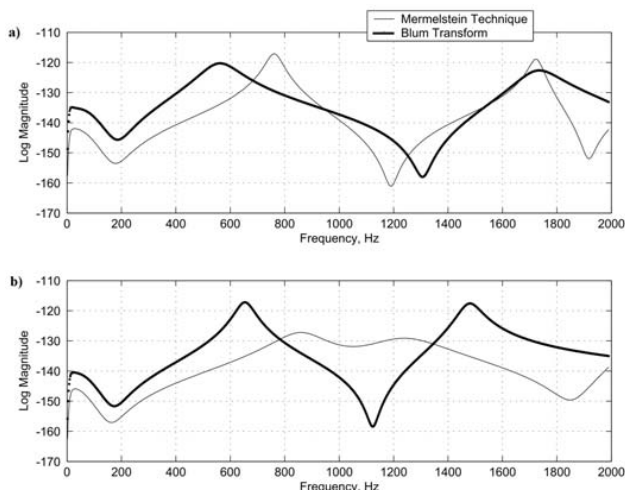 Mermelstein Technique
Blum Transform
a)
-110
-120
-130
-140
-150
-160
-170
Log Magnitude
0 200 400 600 800 1000 1200 1400 1600 1800 2000
Frequency, Hz
b)
-110
-120
-130
-140
-150
-160
-170
Log Magnitude
0 200 400 600 800 1000 1200 1400 1600 1800 2000
Frequency, Hz